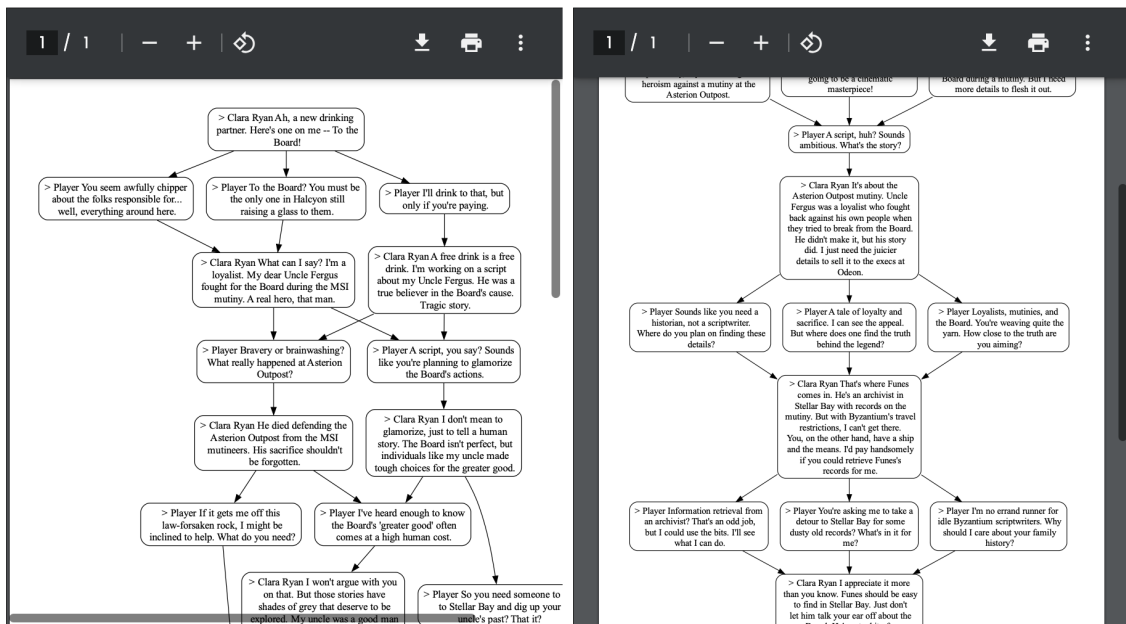 1 / 1
> Clara Ryan Ah, a new drinking
partner. Here's one on me -- To the
Board!
> Player You seem awfully chipper
about the folks responsible for...
well, everything around here.
> Player To the Board? You must be
the only one in Halcyon still
raising a glass to them.
> Player I'll drink to that, but
only if you're paying.
> Clara Ryan What can I say? I'm a
loyalist. My dear Uncle Fergus
fought for the Board during the MSI
mutiny. A real hero, that man.
> Clara Ryan A free drink is a free
drink. I'm working on a script
about my Uncle Fergus. He was a
true believer in the Board's cause.
Tragic story.
> Player Bravery or brainwashing?
What really happened at Asterion
Outpost?
> Player A script, you say? Sounds
like you're planning to glamorize
the Board's actions.
> Clara Ryan He died defending the
Asterion Outpost from the MSI
mutineers. His sacrifice shouldn't
be forgotten.
> Clara Ryan I don't mean to
glamorize, just to tell a human
story. The Board isn't perfect, but
individuals like my uncle made
tough choices for the greater good.
> Player If it gets me off this
law-forsaken rock, I might be
inclined to help. What do you need?
> Player I've heard enough to know
the Board's 'greater good' often
comes at a high human cost.
> Clara Ryan I won't argue with you
on that. But those stories have
shades of grey that deserve to be
explored. My uncle was a good man
> Player So you need someone to
to Stellar Bay and dig up your
uncle's past? That it?
1 / 1
heroism against a mutiny at the
Asterion Outpost.
going to be a cinematic
masterpiece!
Board during a mutiny. But I need
more details to flesh it out.
> Player A script, huh? Sounds
ambitious. What's the story?
> Clara Ryan It's about the
Asterion Outpost mutiny. Uncle
Fergus was a loyalist who fought
back against his own people when
they tried to break from the Board.
He didn't make it, but his story
did. I just need the juicier
details to sell it to the execs at
Odeon.
> Player Sounds like you need a
historian, not a scriptwriter.
Where do you plan on finding these
details?
> Player A tale of loyalty and
sacrifice. I can see the appeal.
But where does one find the truth
behind the legend?
> Player Loyalists, mutinies, and
the Board. You're weaving quite the
yarn. How close to the truth are
you aiming?
> Clara Ryan That's where Funes
comes in. He's an archivist in
Stellar Bay with records on the
mutiny. But with Byzantium's travel
restrictions, I can't get there.
You, on the other hand, have a ship
and the means. I'd pay handsomely
if you could retrieve Funes's
records for me.
> Player Information retrieval from
an archivist? That's an odd job,
but I could use the bits. I'll see
what I can do.
> Player You're asking me to take a
detour to Stellar Bay for some
dusty old records? What's in it for
me?
> Player I'm no errand runner for
idle Byzantium scriptwriters. Why
should I care about your family
history?
> Clara Ryan I appreciate it more
than you know. Funes should be easy
to find in Stellar Bay. Just don't
let him talk your ear off about the